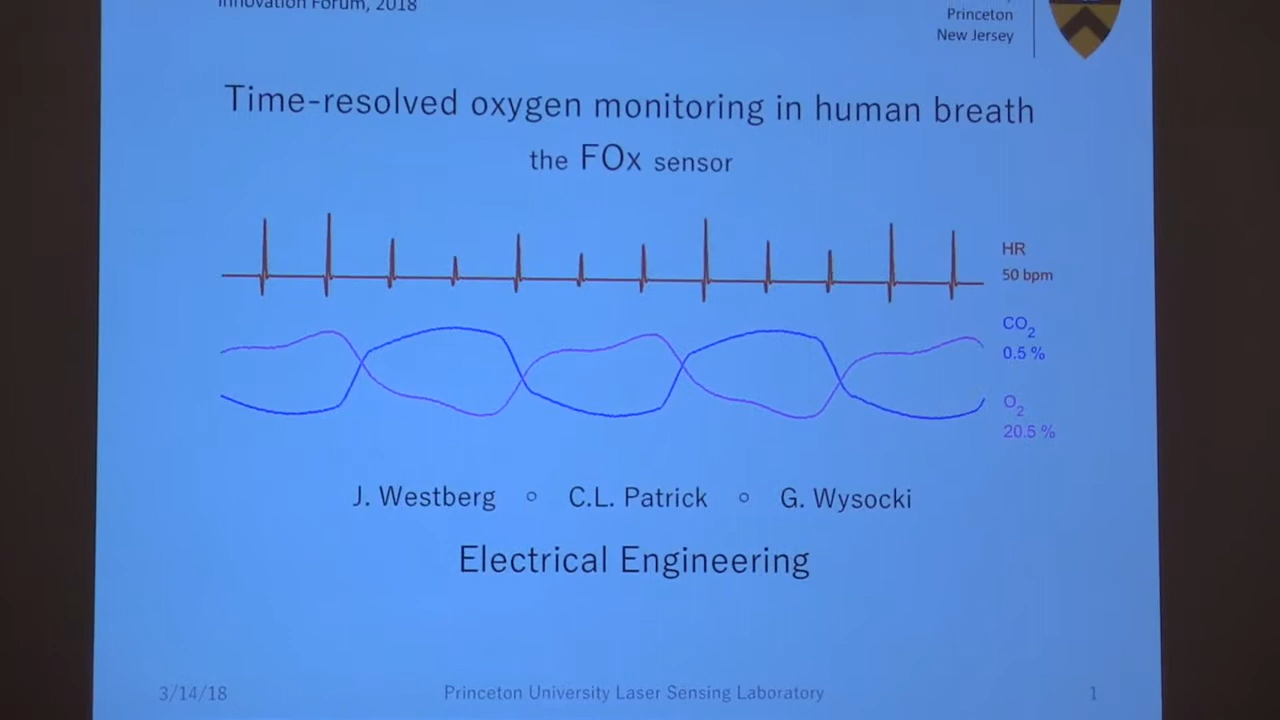 Innovation Forum, 2018
Princeton
New Jersey
Time-resolved oxygen monitoring in human breath
the FOx sensor
HR
50 bpm
CO2
0.5 %
O2
20.5 %
J. Westberg ○ C.L. Patrick ○ G. Wysocki
Electrical Engineering
3/14/18 Princeton University Laser Sensing Laboratory 1